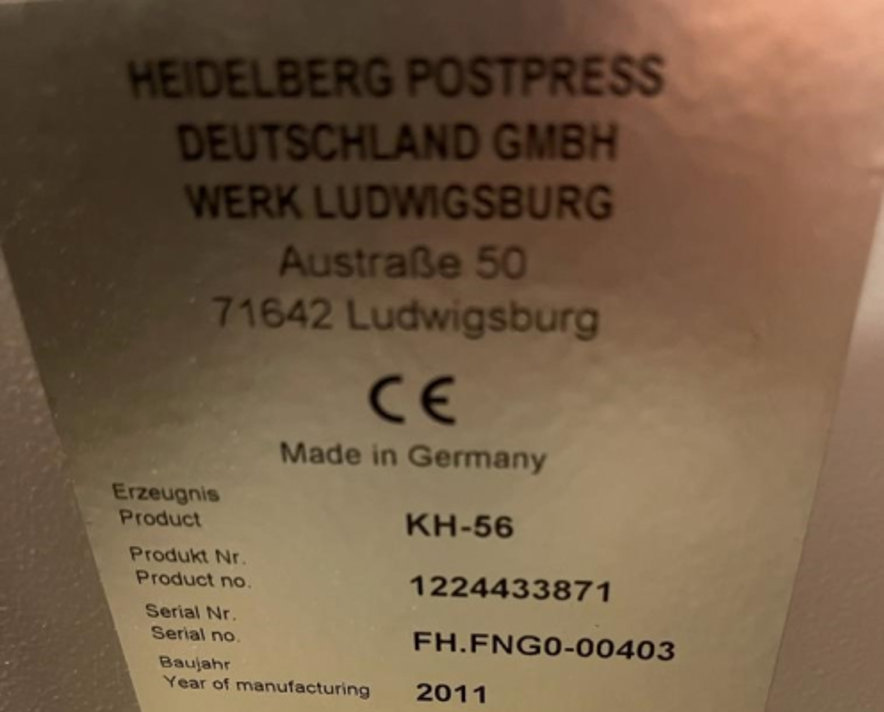 HEIDELBERG POSTPRESS
DEUTSCHLAND GMBH
WERK LUDWIGSBURG
Austraße 50
71642 Ludwigsburg
CE
Made in Germany
Erzeugnis
Product KH-56
Produkt Nr.
Product no. 1224433871
Serial Nr.
Serial no. FH.FNG0-00403
Baujahr
Year of manufacturing 2011